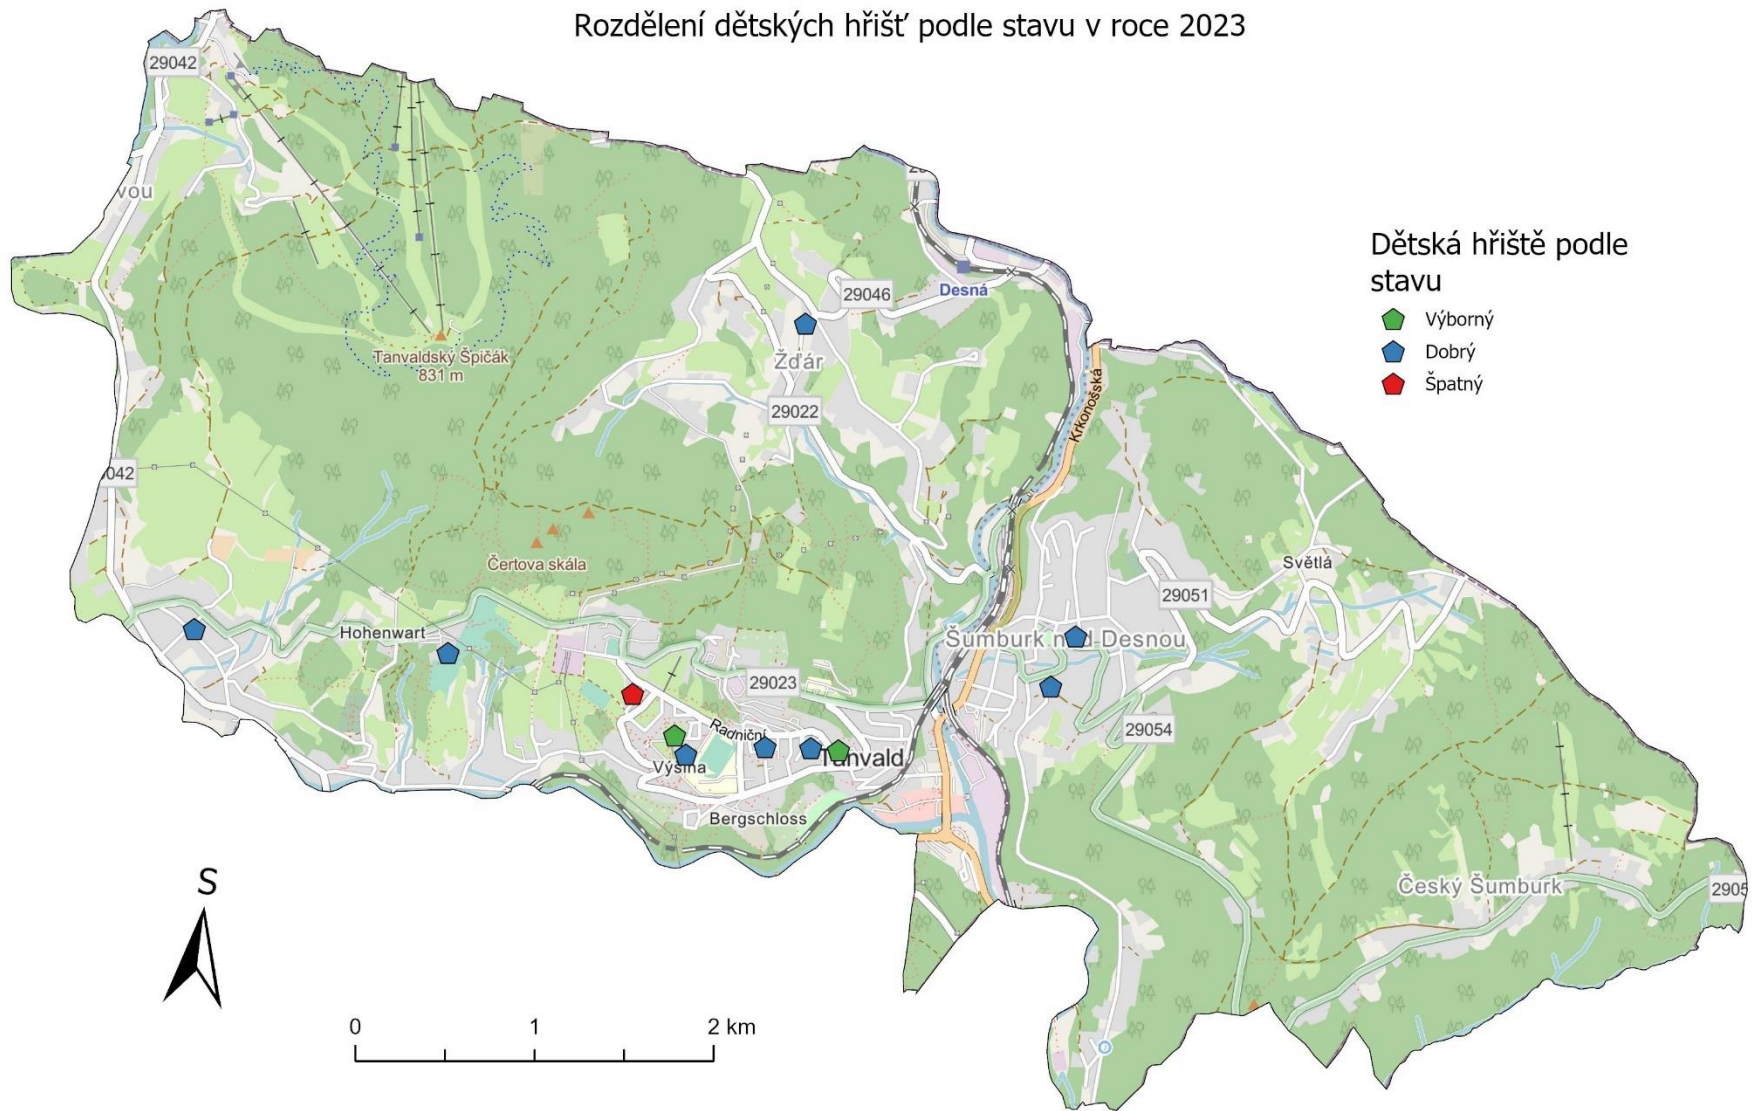 Rozdělení dětských hřišť podle stavu v roce 2023
29042
vou
Dětská hřiště podle
stavu
Výborný
Dobrý
Špatný
29046
Desná
Tanvaldský Špičák
831 m
Žďár
29022
Krkonošská
042
Čertova skála
Světlá
29051
Hohenwart
Šumburk nad Desnou
29023
Radniční
29054
Výšina
Tanvald
Bergschloss
Český Šumburk
2905
S
0 1 2 km